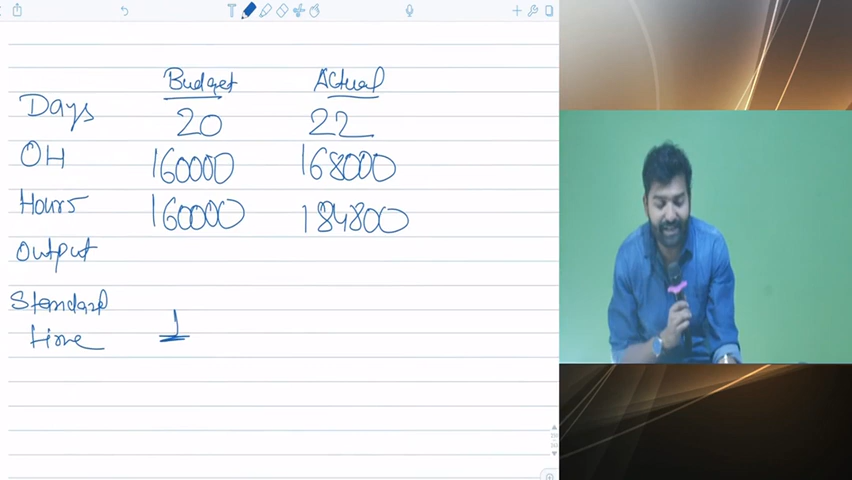 Budget Actual
Days 20 22
OH 160000 168000
Hours 160000 184800
Output
Standard
time 1